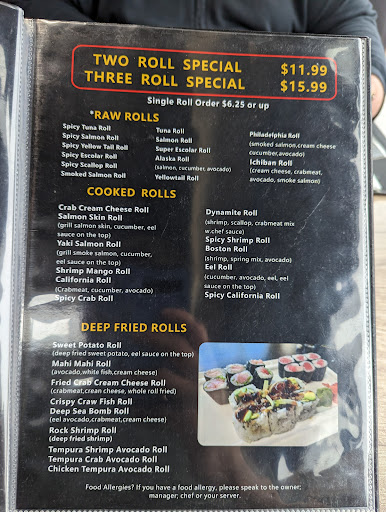 TWO ROLL SPECIAL $11.99
THREE ROLL SPECIAL $15.99
Single Roll Order $6.25 or up
*RAW ROLLS
Spicy Tuna Roll
Spicy Salmon Roll
Spicy Yellow Tail Roll
Spicy Escolar Roll
Spicy Scallop Roll
Smoked Salmon Roll
Tuna Roll
Salmon Roll
Super Escolar Roll
Alaska Roll
(salmon, cucumber, avocado)
Yellowtail Roll
Philadelphia Roll
(smoked salmon,cream cheese
cucumber,avocado)
Ichiban Roll
(cream cheese, crabmeat,
avocado, smoke salmon)
COOKED ROLLS
Crab Cream Cheese Roll
Salmon Skin Roll
(grill salmon skin, cucumber, eel
sauce on the top)
Yaki Salmon Roll
(grill smoke salmon, cucumber,
eel sauce on the top)
Shrimp Mango Roll
California Roll
(Crabmeat, cucumber, avocado)
Spicy Crab Roll
Dynamite Roll
(shrimp, scallop, crabmeat mix
w.chef sauce)
Spicy Shrimp Roll
Boston Roll
(shrimp, spring mix, avocado)
Eel Roll
(cucumber, avocado, eel, eel
sauce on the top)
Spicy California Roll
DEEP FRIED ROLLS
Sweet Potato Roll
(deep fried sweet potato, eel sauce on the top)
Mahi Mahi Roll
(avocado,white fish,cream cheese)
Fried Crab Cream Cheese Roll
(crabmeat,crean cheese, whole roll fried)
Crispy Craw Fish Roll
Deep Sea Bomb Roll
(eel avocado,crabmeat,cream cheese)
Rock Shrimp Roll
(deep fried shrimp)
Tempura Shrimp Avocado Roll
Tempura Crab Avocado Roll
Chicken Tempura Avocado Roll
Food Allergies? If you have a food allergy, please speak to the owner;
manager; chef or your server.